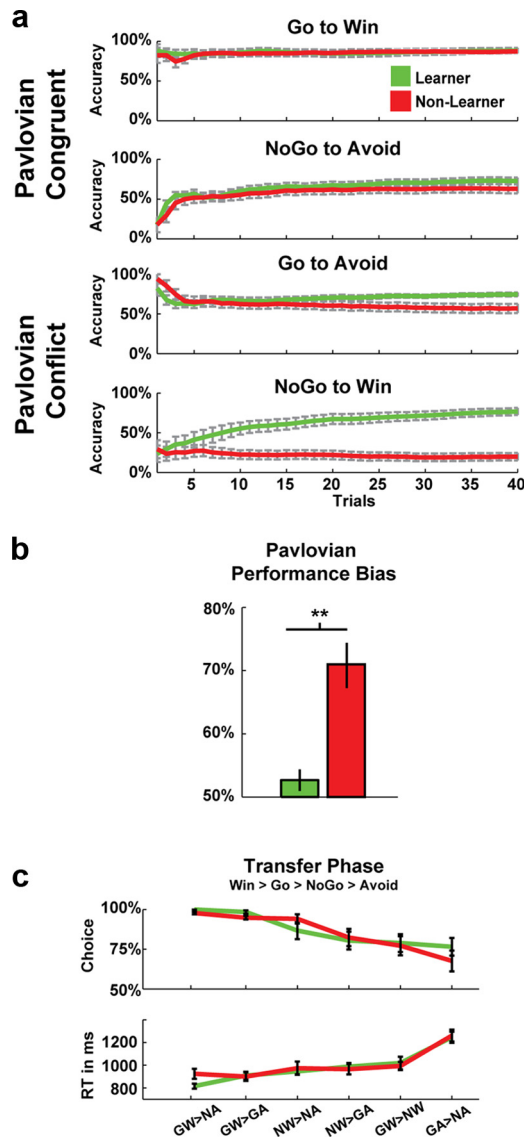 a
Pavlovian
Congruent
Pavlovian
Conflict
Go to Win
Accuracy
100%
50%
0%
Learner
Non-Learner
NoGo to Avoid
Accuracy
100%
50%
0%
Go to Avoid
Accuracy
100%
50%
0%
NoGo to Win
Accuracy
100%
50%
0%
5 10 15 20 25 30 35 40
Trials
b
Pavlovian
Performance Bias
80%
70%
60%
50%
**
c
Transfer Phase
Win > Go > NoGo > Avoid
Choice
100%
75%
50%
RT in ms
1200
1000
800
GW>NA GW>GA NW>NA NW>GA GW>NW GA>NA